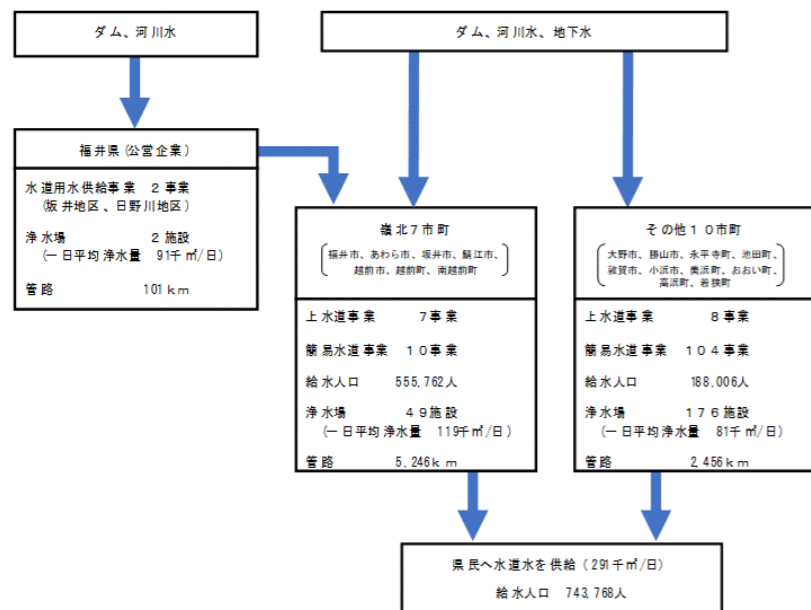 ダム、河川水
ダム、河川水、地下水
福井県(公営企業)
水道用水供給事業 2事業
(坂井地区、日野川地区)
浄水場 2施設
(一日平均浄水量 91千㎥/日)
管路 101km
嶺北7市町
福井市、あわら市、坂井市、鯖江市、
越前市、越前町、南越前町
上水道事業 7事業
簡易水道事業 10事業
給水人口 555,762人
浄水場 49施設
(一日平均浄水量 119千㎥/日)
管路 5,246km
その他10市町
大野市、勝山市、永平寺町、池田町、
敦賀市、小浜市、美浜町、おおい町、
高浜町、若狭町
上水道事業 8事業
簡易水道事業 104事業
給水人口 188,006人
浄水場 176施設
(一日平均浄水量 81千㎥/日)
管路 2,456km
県民へ水道水を供給(291千㎥/日)
給水人口 743,768人